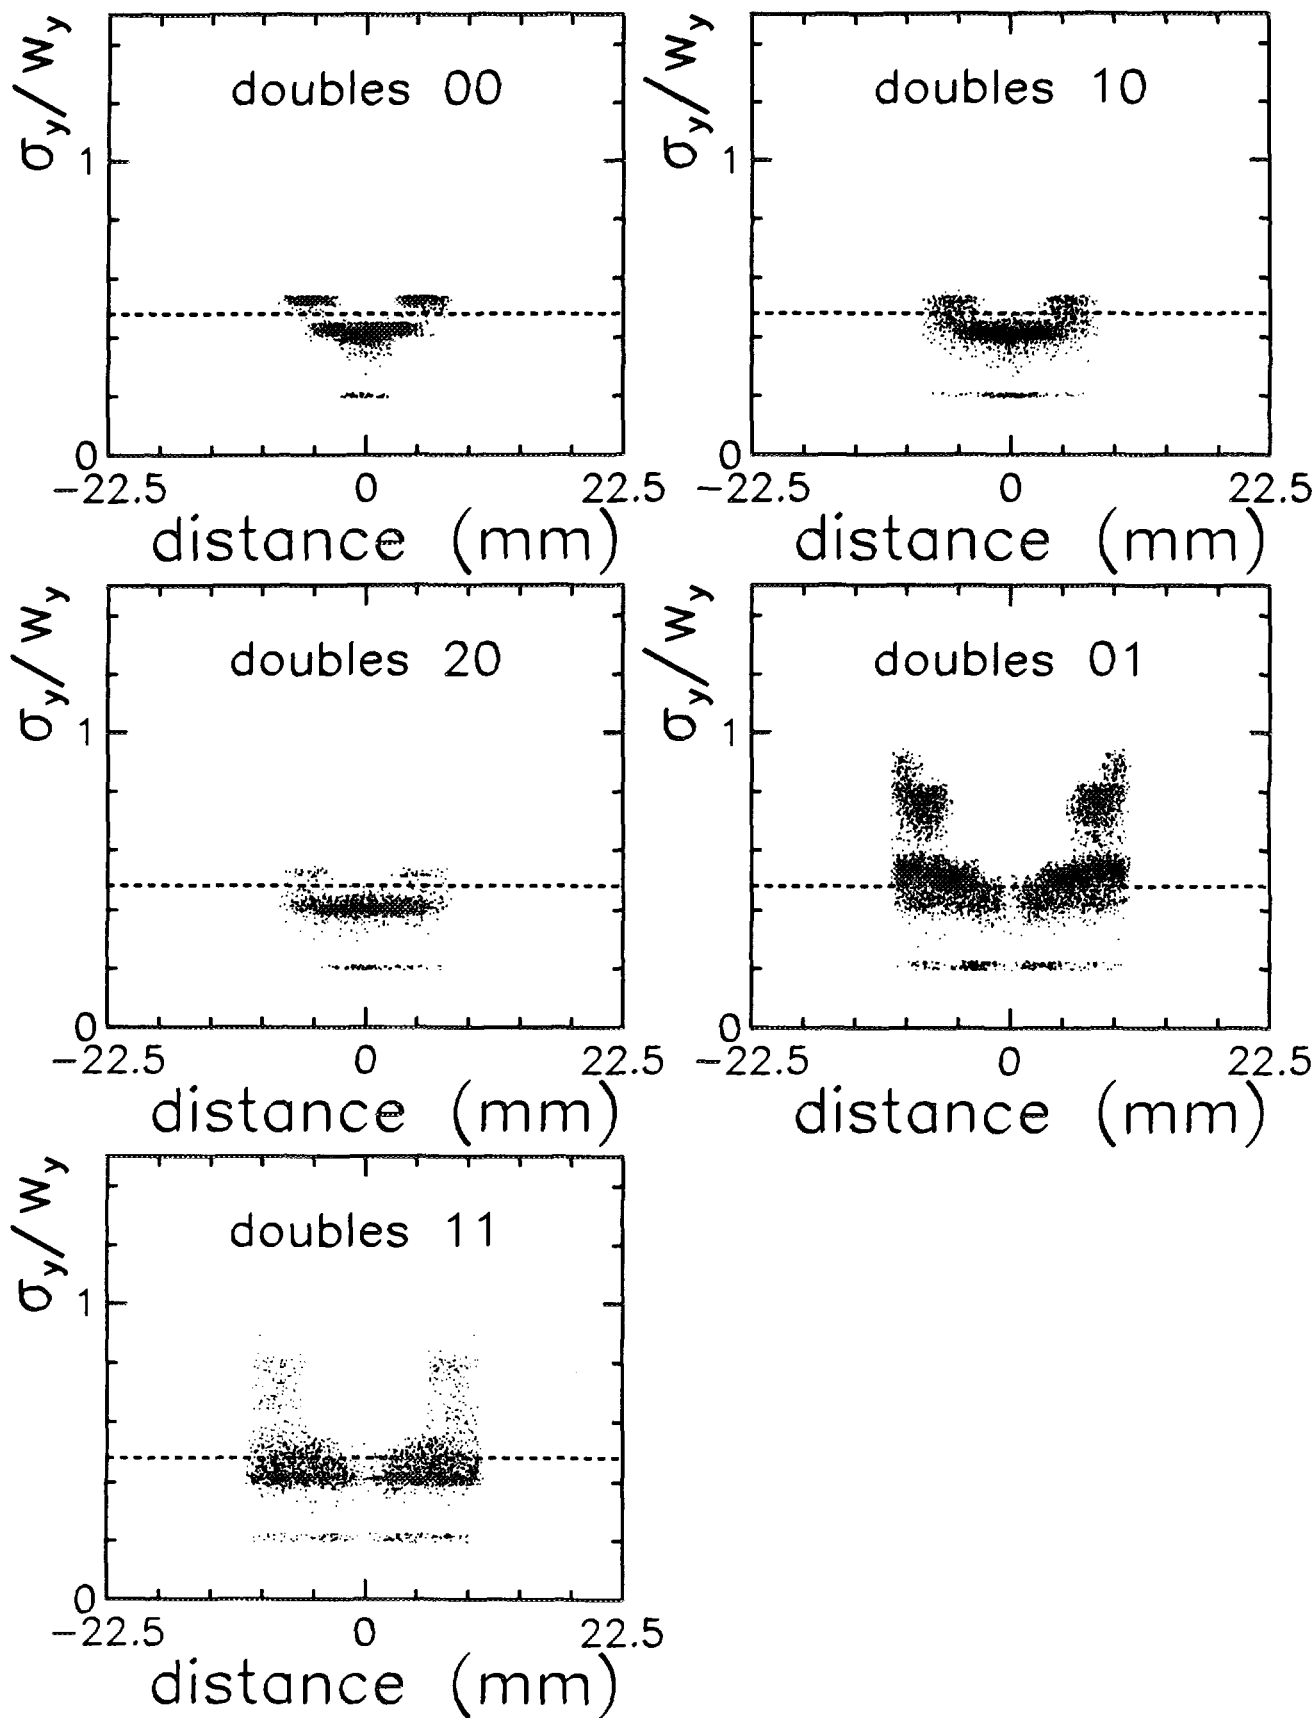 σy/Wy
doubles 00
1
0
−22.5 0 22.5
distance (mm)
σy/Wy
doubles 10
1
0
−22.5 0 22.5
distance (mm)
σy/Wy
doubles 20
1
0
−22.5 0 22.5
distance (mm)
σy/Wy
doubles 01
1
0
−22.5 0 22.5
distance (mm)
σy/Wy
doubles 11
1
0
−22.5 0 22.5
distance (mm)